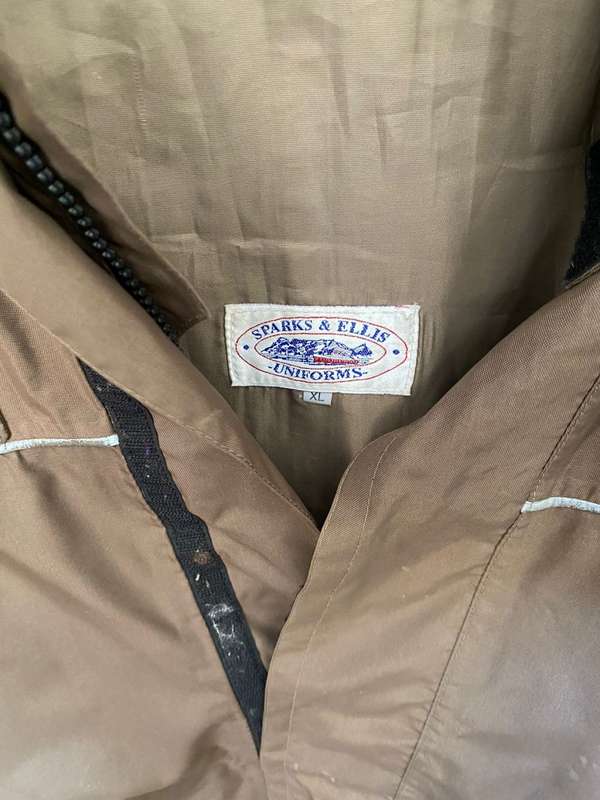 SPARKS & ELLIS
-UNIFORMS-
XL